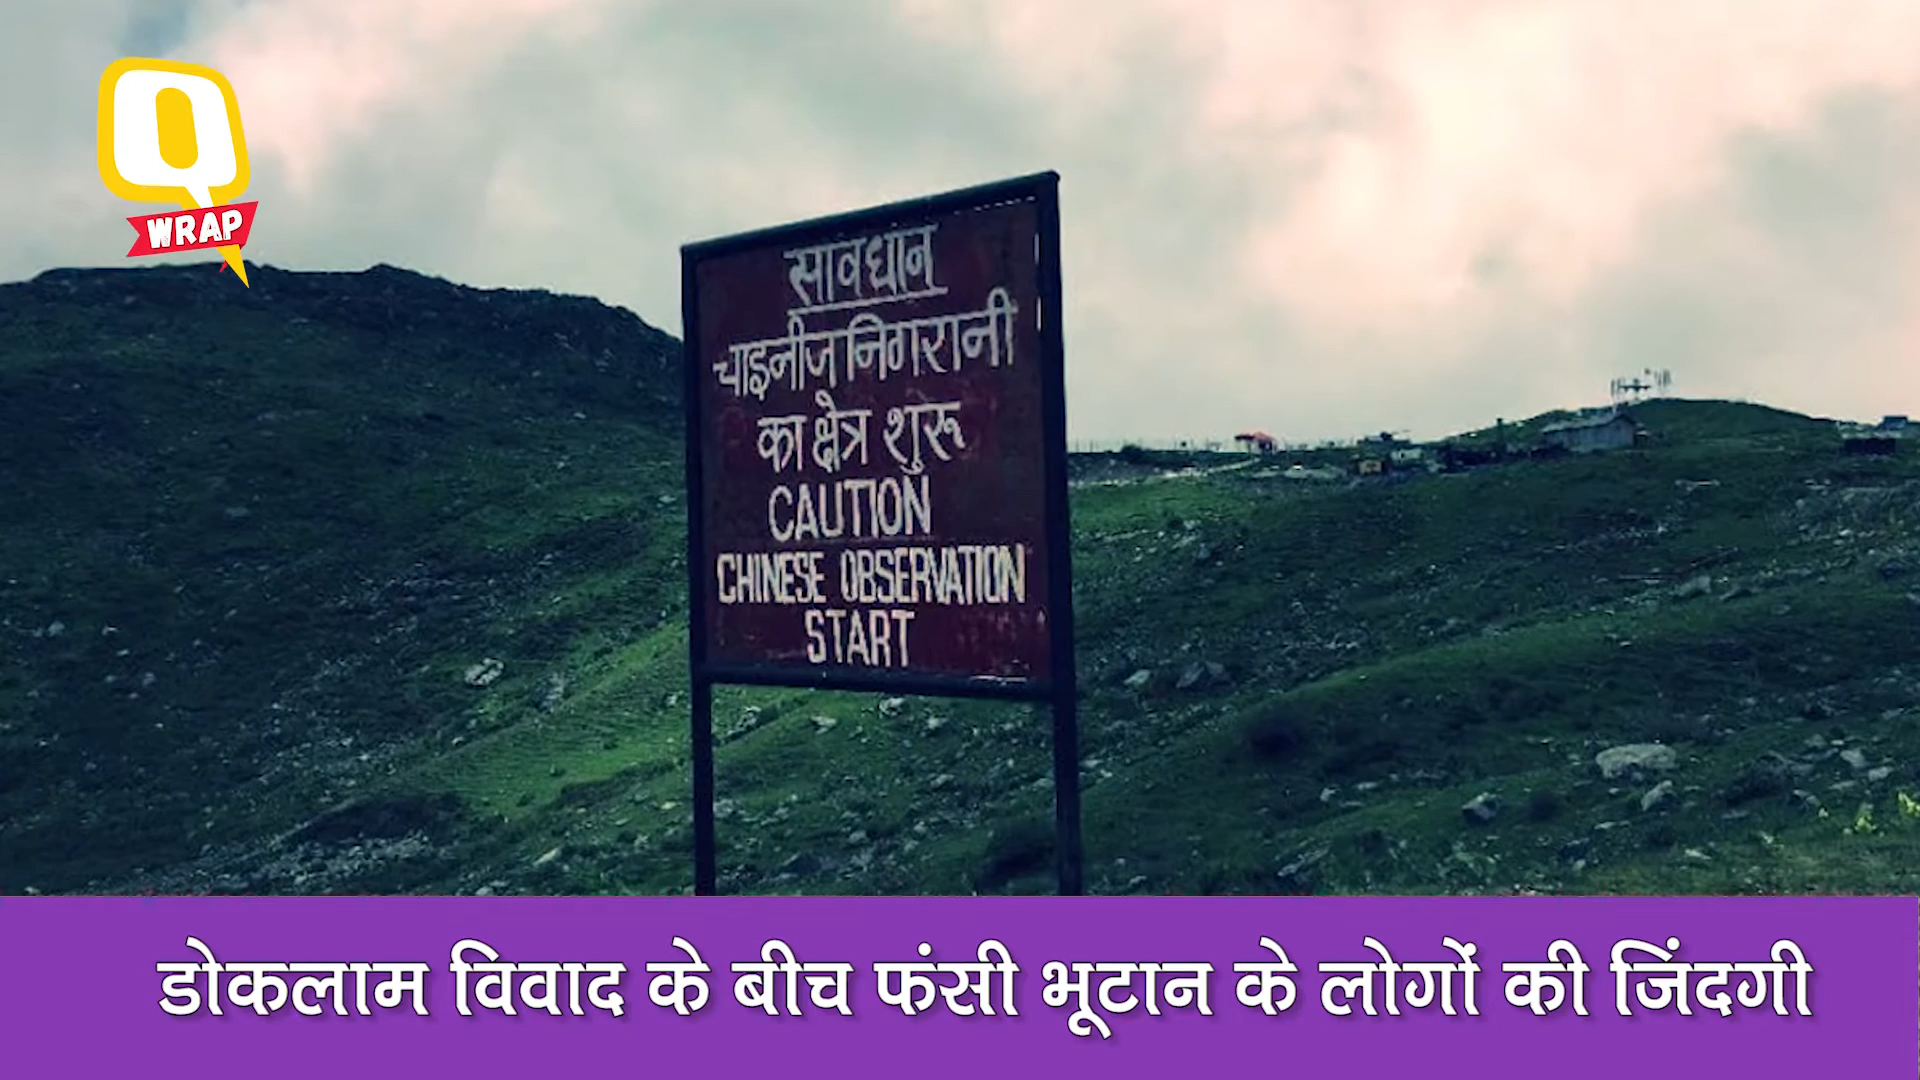 Q
WRAP
सावधान
चाइनीज निगरानी
का क्षेत्र शुरू
CAUTION
CHINESE OBSERVATION
START
डोकलाम विवाद के बीच फंसी भूटान के लोगों की जिंदगी